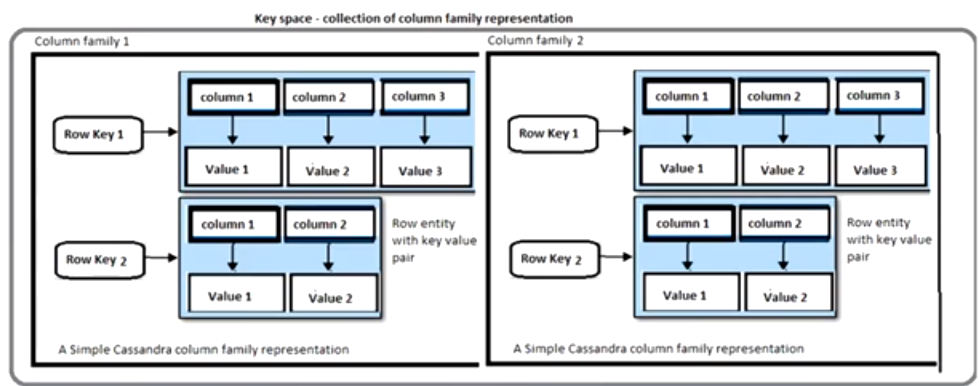 Key space - collection of column family representation
Column family 1
column 1
column 2
column 3
Row Key 1
Value 1
Value 2
Value 3
column 1
column 2
Row entity
with key value
pair
Row Key 2
Value 1
Value 2
A Simple Cassandra column family representation
Column family 2
column 1
column 2
column 3
Row Key 1
Value 1
Value 2
Value 3
column 1
column 2
Row entity
with key value
pair
Row Key 2
Value 1
Value 2
A Simple Cassandra column family representation